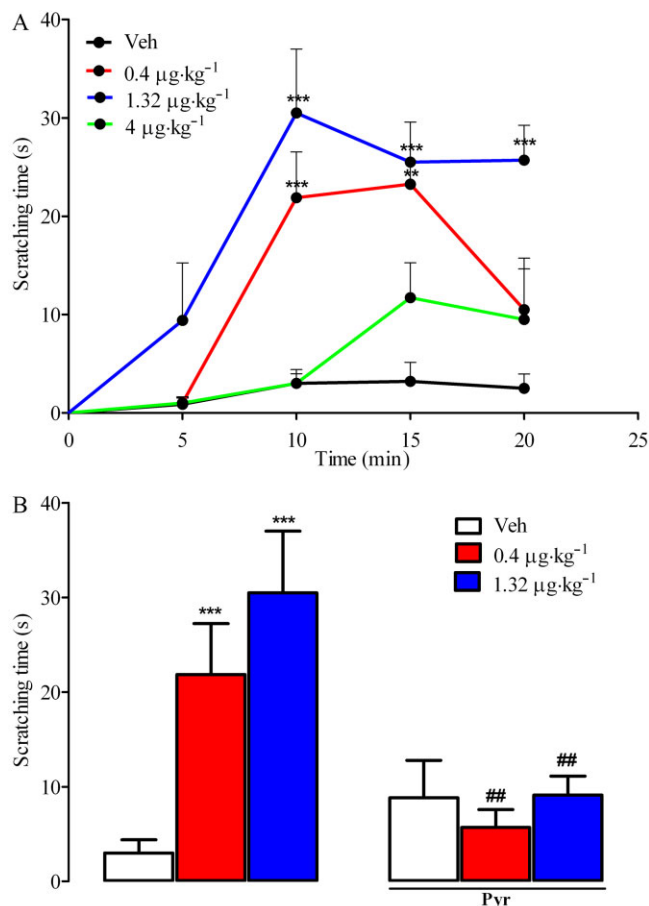 A
40
Veh
0.4 µg·kg⁻¹
1.32 µg·kg⁻¹
4 µg·kg⁻¹
30
20
10
0
Scratching time (s)
***
***
***
**
***
0
5
10
15
20
25
Time (min)
B
40
30
20
10
0
Scratching time (s)
***
***
Veh
0.4 µg·kg⁻¹
1.32 µg·kg⁻¹
##
##
Pyr